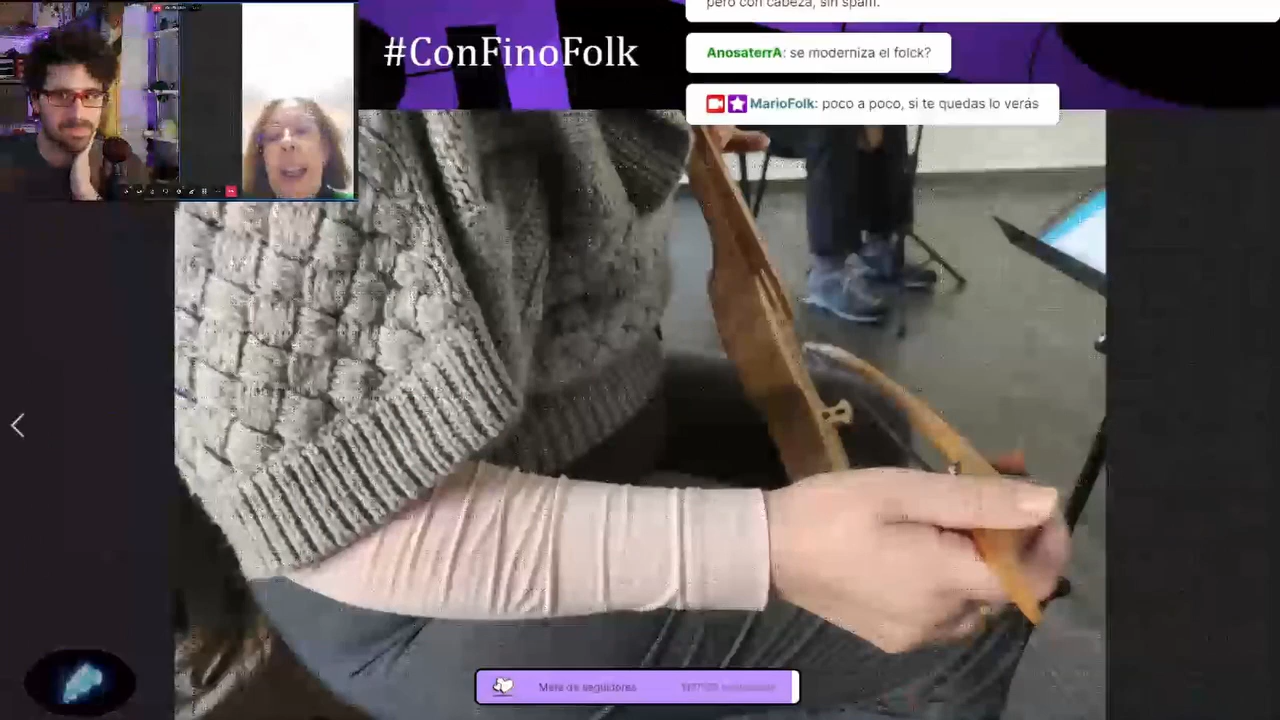 pero con cabeza, sin spam.
#ConFinoFolk
AnosaterrA: se moderniza el folck?
MarioFolk: poco a poco, si te quedas lo verás
Meta de seguidores